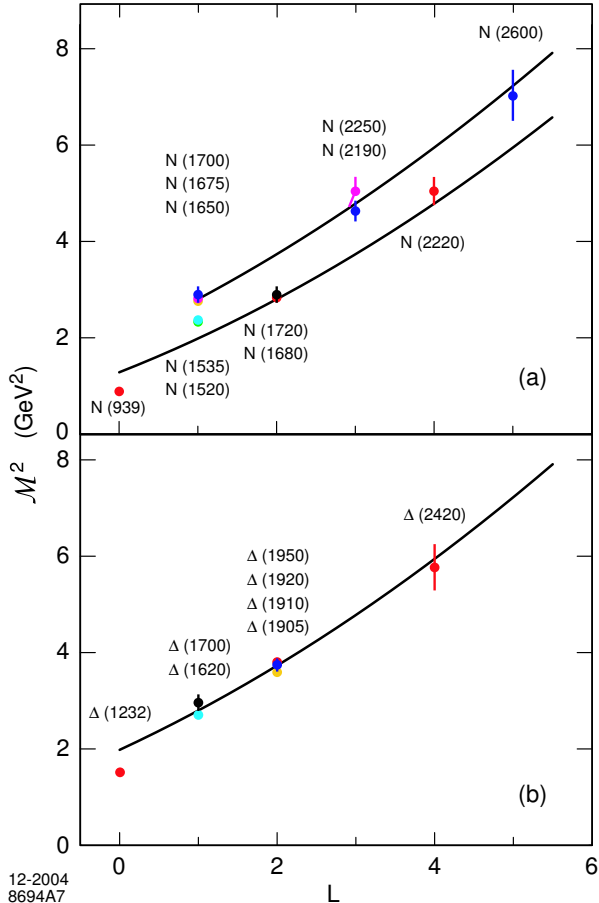 8
6
4
2
0
N (2600)
N (2250)
N (2190)
N (1700)
N (1675)
N (1650)
N (2220)
N (1720)
N (1680)
N (1535)
N (1520)
N (939)
(a)
ℳ² (GeV²)
8
6
4
2
0
Δ (2420)
Δ (1950)
Δ (1920)
Δ (1910)
Δ (1905)
Δ (1700)
Δ (1620)
Δ (1232)
(b)
0 2 4 6
L
12-2004
8694A7